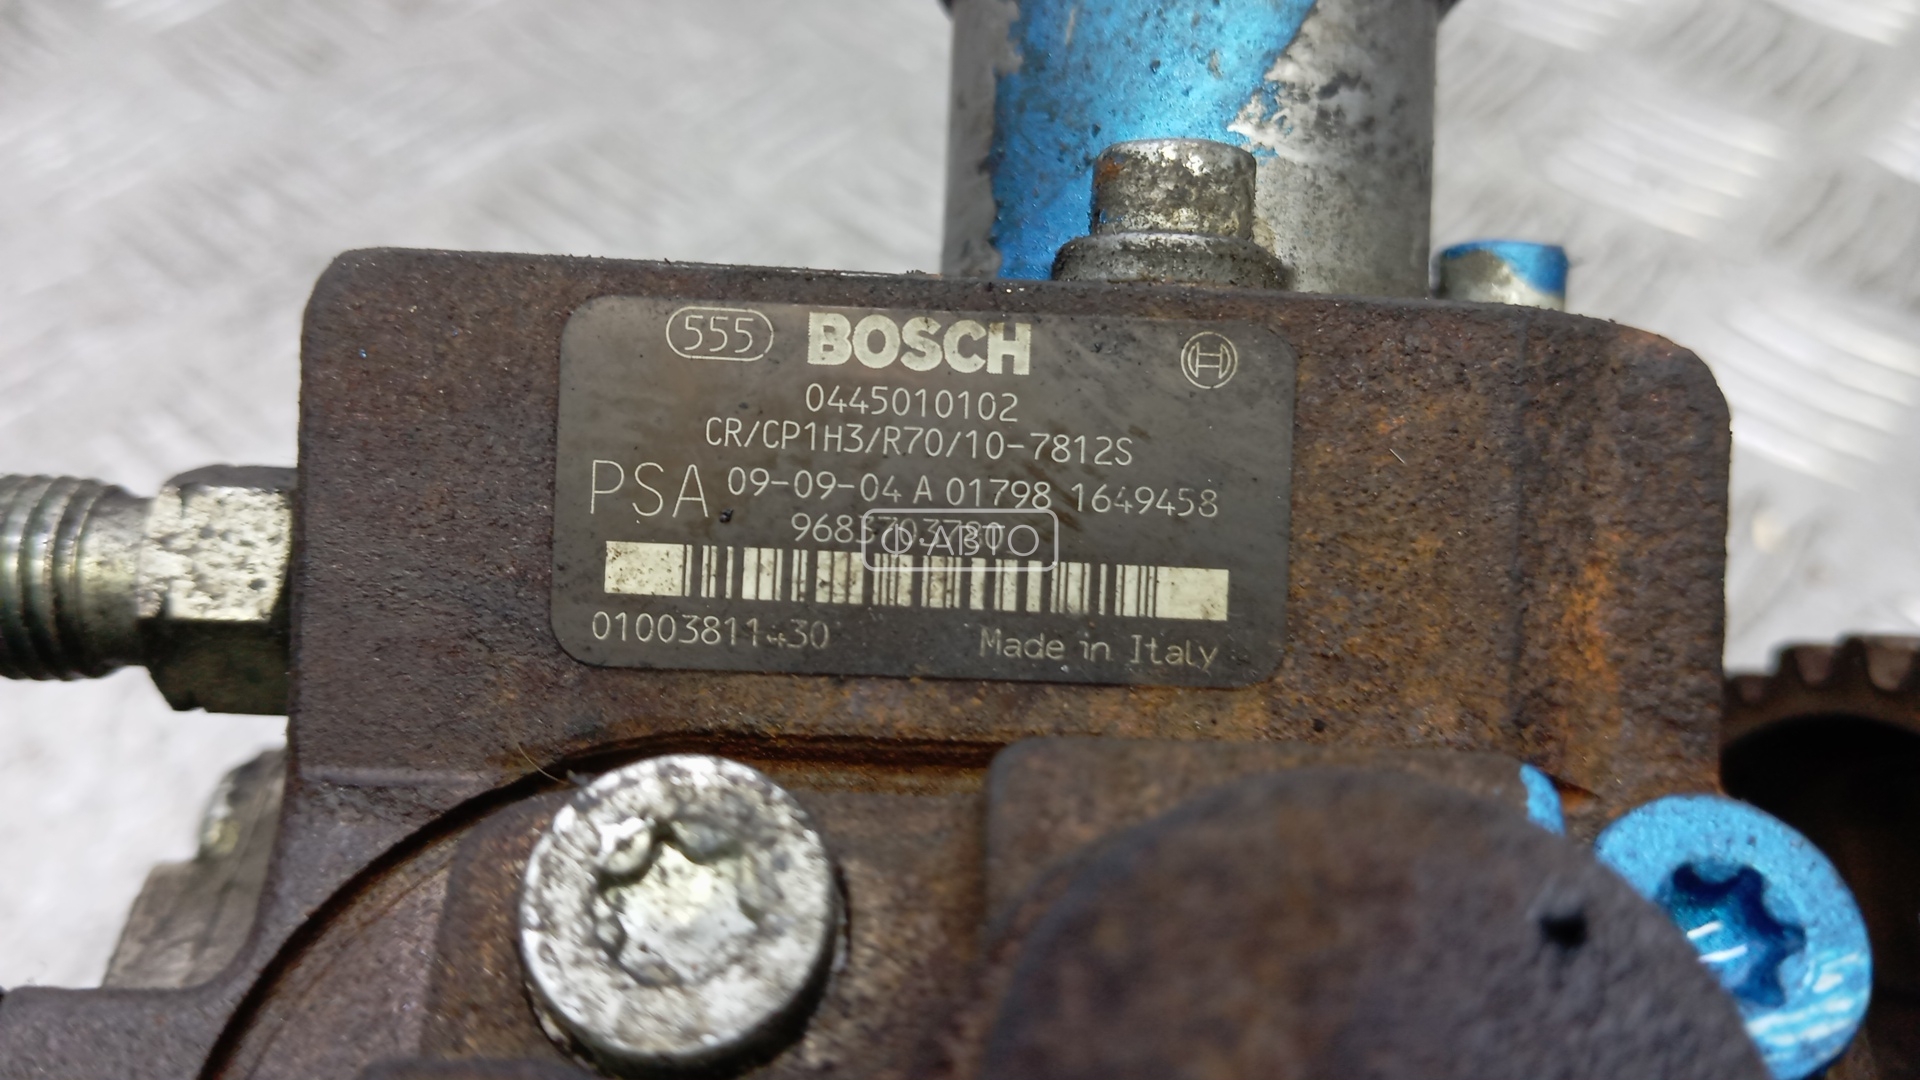 555 BOSCH
0445010102
CR/CP1H3/R70/10-7812S
PSA 09-09-04 A 01798 1649458
9683703780
АВТО
01003811430 Made in Italy